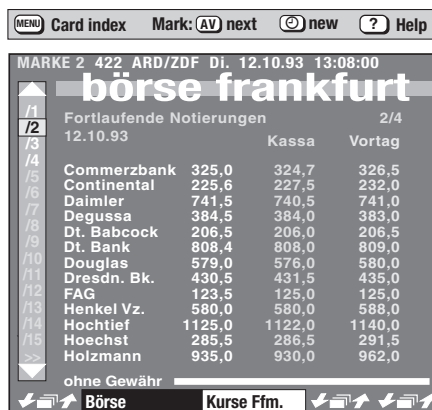 MENU Card index Mark: AV next new ? Help
MARKE 2 422 ARD/ZDF Di. 12.10.93 13:08:00
börse frankfurt
Fortlaufende Notierungen 2/4
12.10.93 Kassa Vortag
/1
/2
/3
/4
/5
/6
/7
/8
/9
/10
/11
/12
/13
/14
/15
>>
Commerzbank 325,0 324,7 326,5
Continental 225,6 227,5 232,0
Daimler 741,5 740,5 741,0
Degussa 384,5 384,0 383,0
Dt. Babcock 206,5 206,0 206,5
Dt. Bank 808,4 808,0 809,0
Douglas 579,0 576,0 580,0
Dresdn. Bk. 430,5 431,5 435,0
FAG 123,5 125,0 125,0
Henkel Vz. 580,0 580,0 588,0
Hochtief 1125,0 1122,0 1140,0
Hoechst 285,5 286,5 291,5
Holzmann 935,0 930,0 962,0
ohne Gewähr
Börse Kurse Ffm.